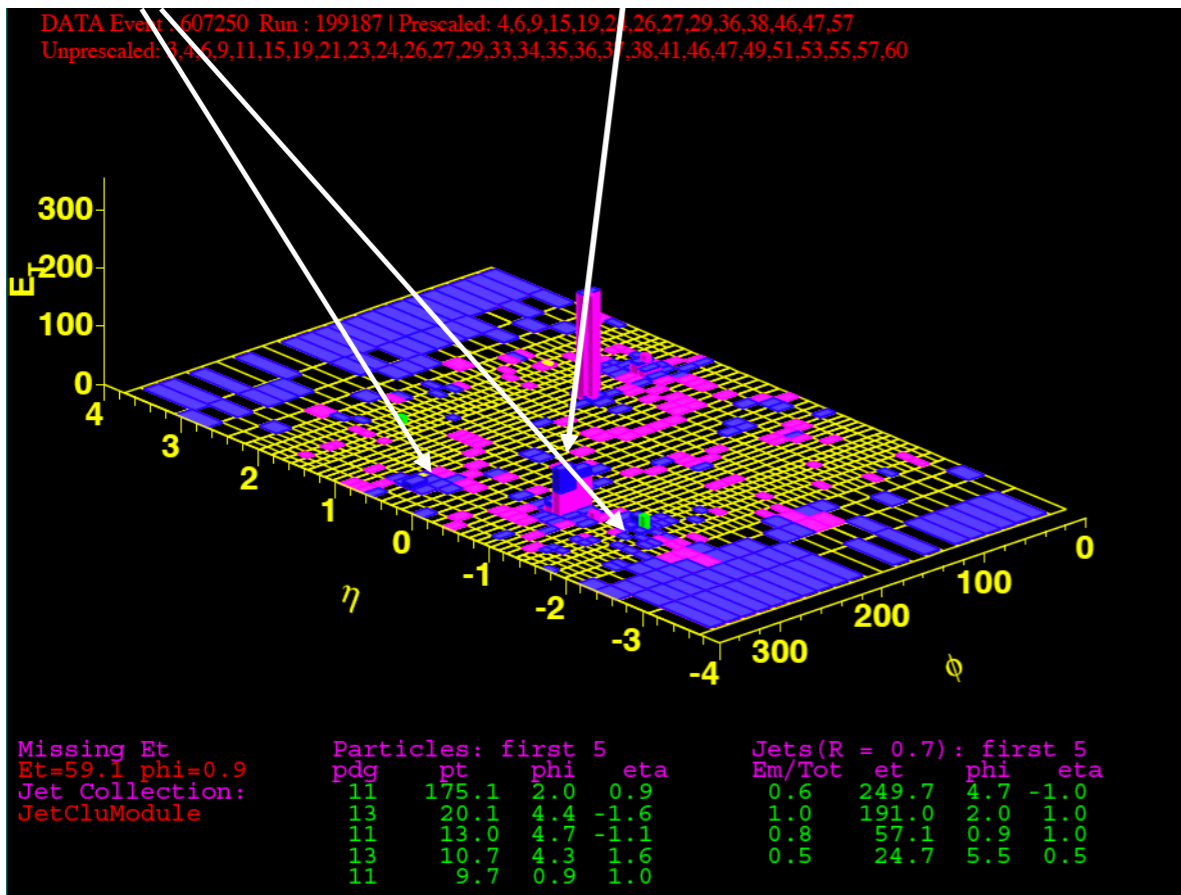 DATA Event : 607250 Run : 199187 | Prescaled: 4,6,9,15,19,24,26,27,29,36,38,46,47,57
Unprescaled: 3,4,6,9,11,15,19,21,23,24,26,27,29,33,34,35,36,37,38,41,46,47,49,51,53,55,57,60
300
200
100
0
E_T
4
3
2
1
0
-1
-2
-3
-4
η
300
200
100
0
ϕ
Missing Et
Et=59.1 phi=0.9
Jet Collection:
JetCluModule
Particles: first 5
pdg pt phi eta
11 175.1 2.0 0.9
13 20.1 4.4 -1.6
11 13.0 4.7 -1.1
13 10.7 4.3 1.6
11 9.7 0.9 1.0
Jets(R = 0.7): first 5
Em/Tot et phi eta
0.6 249.7 4.7 -1.0
1.0 191.0 2.0 1.0
0.8 57.1 0.9 1.0
0.5 24.7 5.5 0.5